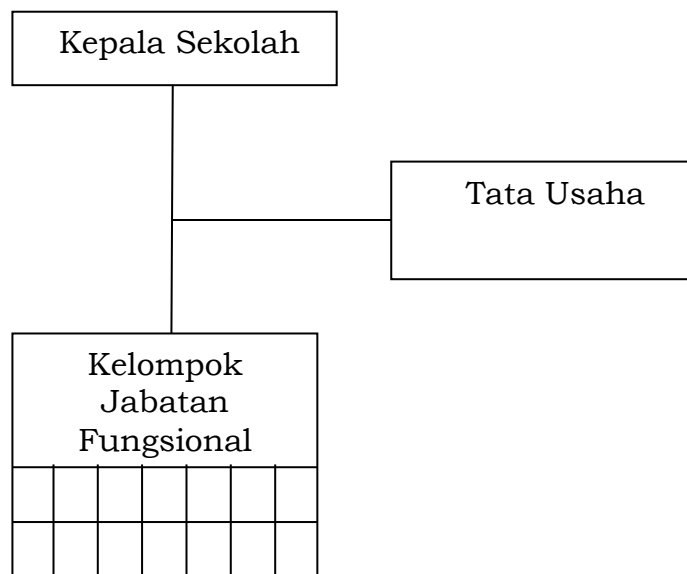 Kepala Sekolah
Tata Usaha
Kelompok
Jabatan
Fungsional